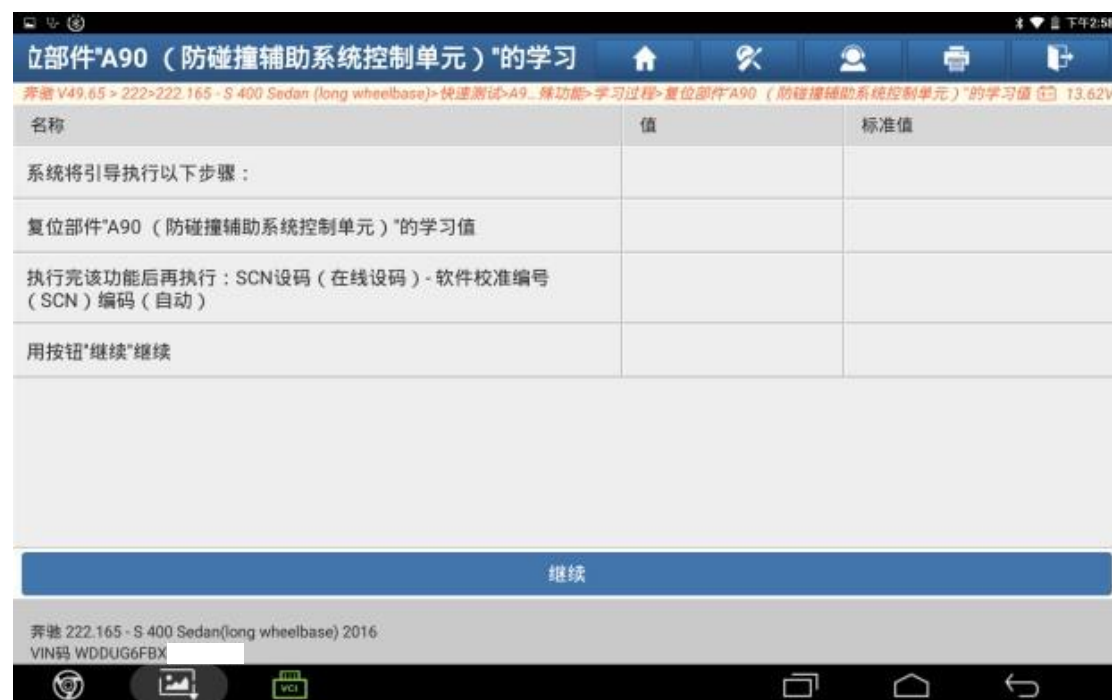 下午2:58
位部件"A90 （防碰撞辅助系统控制单元）"的学习
奔驰 V49.65 > 222>222.165 - S 400 Sedan (long wheelbase)>快速测试>A9...殊功能>学习过程>复位部件"A90 （防碰撞辅助系统控制单元）"的学习值 13.62V
名称 值 标准值
系统将引导执行以下步骤：
复位部件"A90 （防碰撞辅助系统控制单元）"的学习值
执行完该功能后再执行：SCN设码（在线设码）- 软件校准编号
（SCN）编码（自动）
用按钮"继续"继续
继续
奔驰 222.165 - S 400 Sedan(long wheelbase) 2016
VIN码 WDDUG6FBX
VCI